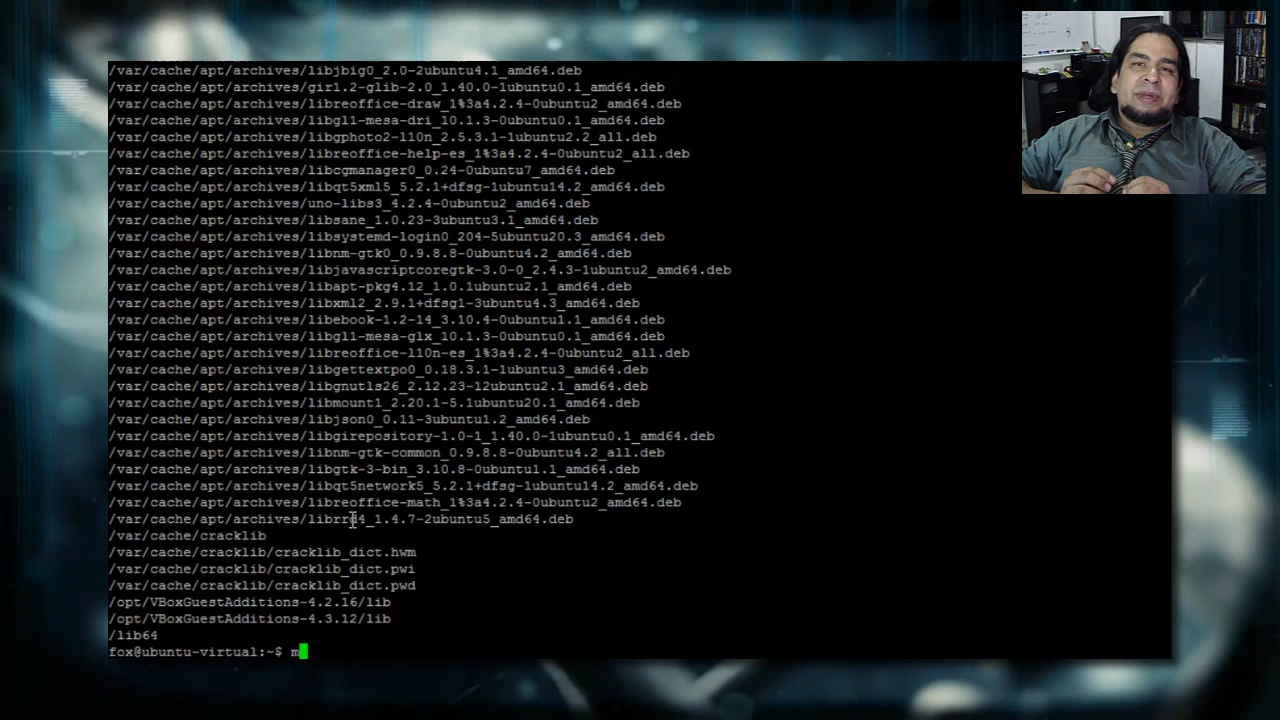 /var/cache/apt/archives/libjbig0_2.0-2ubuntu4.1_amd64.deb
/var/cache/apt/archives/gir1.2-glib-2.0_1.40.0-1ubuntu0.1_amd64.deb
/var/cache/apt/archives/libreoffice-draw_1%3a4.2.4-0ubuntu2_amd64.deb
/var/cache/apt/archives/libgl1-mesa-dri_10.1.3-0ubuntu0.1_amd64.deb
/var/cache/apt/archives/libgphoto2-l10n_2.5.3.1-1ubuntu2.2_all.deb
/var/cache/apt/archives/libreoffice-help-es_1%3a4.2.4-0ubuntu2_all.deb
/var/cache/apt/archives/libcgmanager0_0.24-0ubuntu7_amd64.deb
/var/cache/apt/archives/libqt5xml5_5.2.1+dfsg-1ubuntu14.2_amd64.deb
/var/cache/apt/archives/uno-libs3_4.2.4-0ubuntu2_amd64.deb
/var/cache/apt/archives/libsane_1.0.23-3ubuntu3.1_amd64.deb
/var/cache/apt/archives/libsystemd-login0_204-5ubuntu20.3_amd64.deb
/var/cache/apt/archives/libnm-gtk0_0.9.8.8-0ubuntu4.2_amd64.deb
/var/cache/apt/archives/libjavascriptcoregtk-3.0-0_2.4.3-1ubuntu2_amd64.deb
/var/cache/apt/archives/libapt-pkg4.12_1.0.1ubuntu2.1_amd64.deb
/var/cache/apt/archives/libxml2_2.9.1+dfsg1-3ubuntu4.3_amd64.deb
/var/cache/apt/archives/libebook-1.2-14_3.10.4-0ubuntu1.1_amd64.deb
/var/cache/apt/archives/libgl1-mesa-glx_10.1.3-0ubuntu0.1_amd64.deb
/var/cache/apt/archives/libreoffice-l10n-es_1%3a4.2.4-0ubuntu2_all.deb
/var/cache/apt/archives/libgettextpo0_0.18.3.1-1ubuntu3_amd64.deb
/var/cache/apt/archives/libgnutls26_2.12.23-12ubuntu2.1_amd64.deb
/var/cache/apt/archives/libmount1_2.20.1-5.1ubuntu20.1_amd64.deb
/var/cache/apt/archives/libjson0_0.11-3ubuntu1.2_amd64.deb
/var/cache/apt/archives/libgirepository-1.0-1_1.40.0-1ubuntu0.1_amd64.deb
/var/cache/apt/archives/libnm-gtk-common_0.9.8.8-0ubuntu4.2_all.deb
/var/cache/apt/archives/libgtk-3-bin_3.10.8-0ubuntu1.1_amd64.deb
/var/cache/apt/archives/libqt5network5_5.2.1+dfsg-1ubuntu14.2_amd64.deb
/var/cache/apt/archives/libreoffice-math_1%3a4.2.4-0ubuntu2_amd64.deb
/var/cache/apt/archives/librrd4_1.4.7-2ubuntu5_amd64.deb
/var/cache/cracklib
/var/cache/cracklib/cracklib_dict.hwm
/var/cache/cracklib/cracklib_dict.pwi
/var/cache/cracklib/cracklib_dict.pwd
/opt/VBoxGuestAdditions-4.2.16/lib
/opt/VBoxGuestAdditions-4.3.12/lib
/lib64
fox@ubuntu-virtual:~$ m